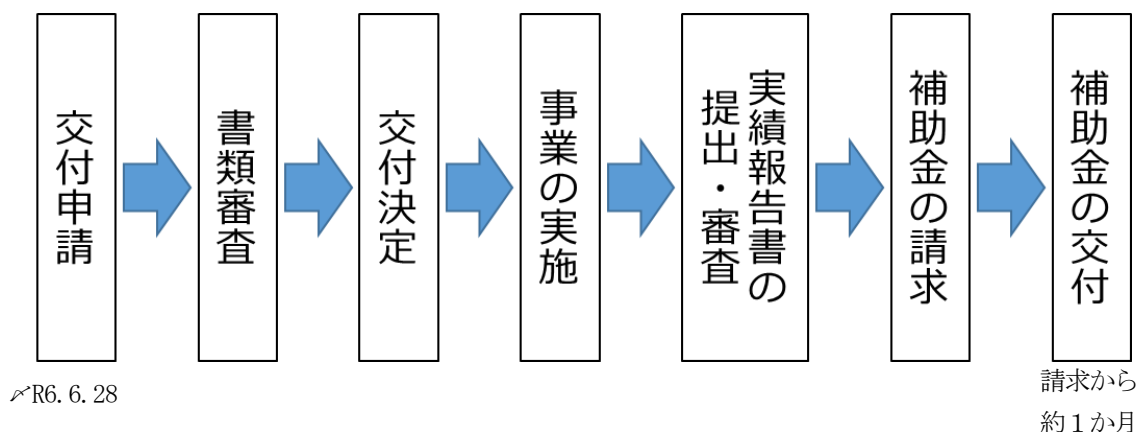 交付申請
書類審査
交付決定
事業の実施
実績報告書の
提出・審査
補助金の請求
補助金の交付
〆R6.6.28
請求から
約１か月